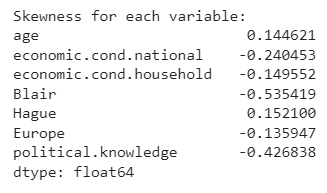 Skewness for each variable:
age 0.144621
economic.cond.national -0.240453
economic.cond.household -0.149552
Blair -0.535419
Hague 0.152100
Europe -0.135947
political.knowledge -0.426838
dtype: float64